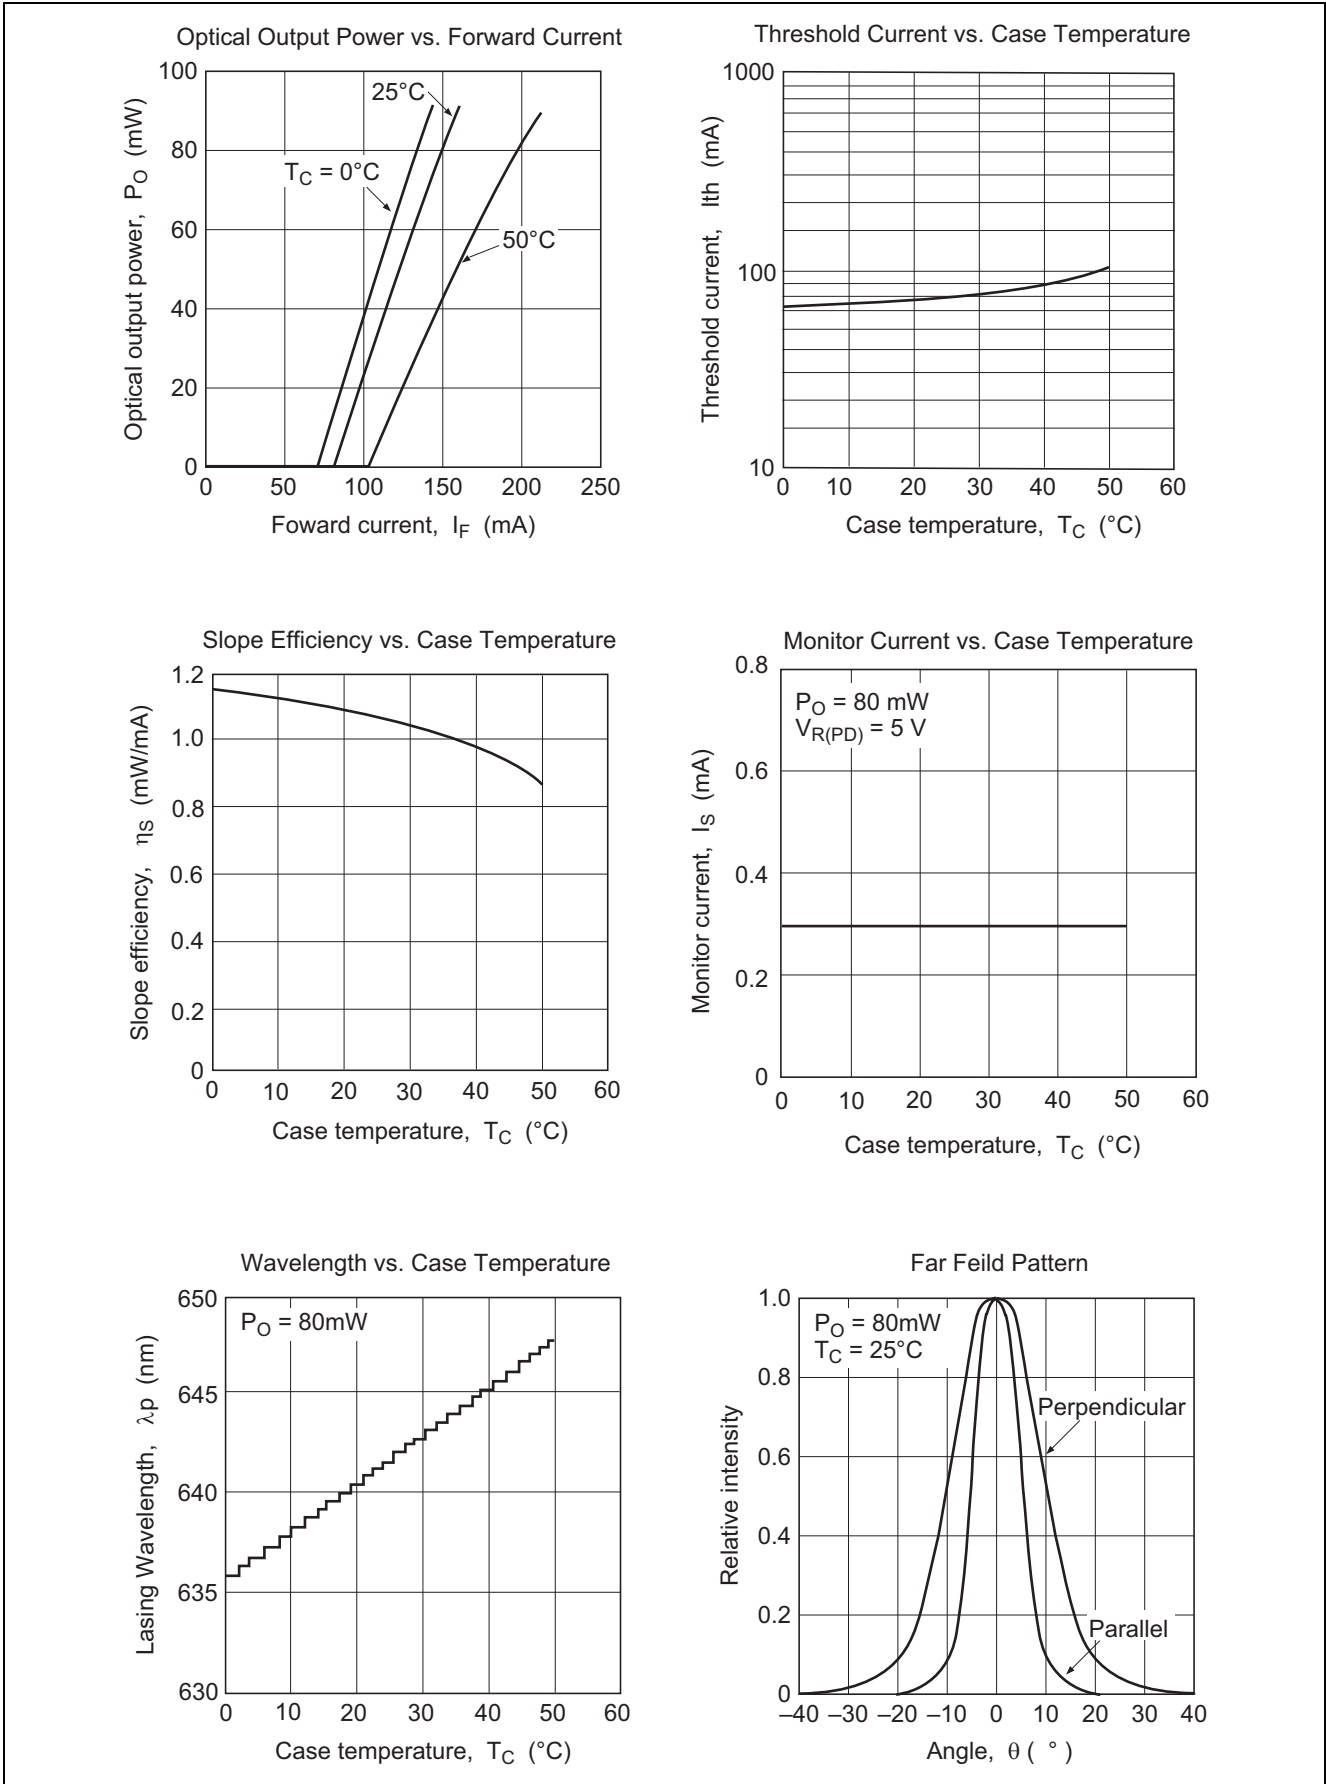 Optical Output Power vs. Forward Current
100
80
60
40
20
0
Optical output power, PO (mW)
25°C
TC = 0°C
50°C
0 50 100 150 200 250
Foward current, IF (mA)
Threshold Current vs. Case Temperature
1000
100
10
Threshold current, Ith (mA)
0 10 20 30 40 50 60
Case temperature, TC (°C)
Slope Efficiency vs. Case Temperature
1.2
1.0
0.8
0.6
0.4
0.2
0
Slope efficiency, ηS (mW/mA)
0 10 20 30 40 50 60
Case temperature, TC (°C)
Monitor Current vs. Case Temperature
0.8
0.6
0.4
0.2
0
Monitor current, IS (mA)
PO = 80 mW
VR(PD) = 5 V
0 10 20 30 40 50 60
Case temperature, TC (°C)
Wavelength vs. Case Temperature
650
645
640
635
630
Lasing Wavelength, λp (nm)
PO = 80mW
0 10 20 30 40 50 60
Case temperature, TC (°C)
Far Feild Pattern
1.0
0.8
0.6
0.4
0.2
0
Relative intensity
PO = 80mW
TC = 25°C
Perpendicular
Parallel
–40 –30 –20 –10 0 10 20 30 40
Angle, θ ( ° )